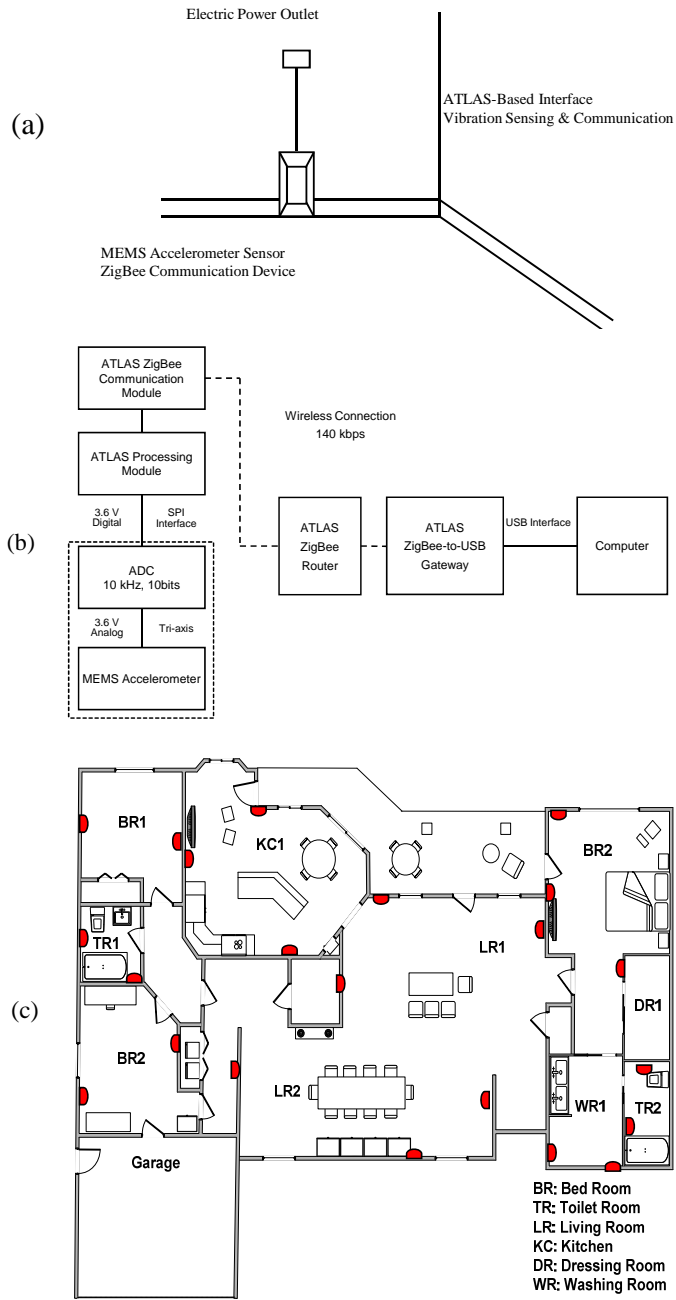 Electric Power Outlet
(a)
ATLAS-Based Interface
Vibration Sensing & Communication
MEMS Accelerometer Sensor
ZigBee Communication Device
ATLAS ZigBee
Communication
Module
Wireless Connection
140 kbps
ATLAS Processing
Module
3.6 V
Digital
SPI
Interface
(b)
ATLAS
ZigBee
Router
ATLAS
ZigBee-to-USB
Gateway
USB Interface
Computer
ADC
10 kHz, 10bits
3.6 V
Analog
Tri-axis
MEMS Accelerometer
(c)
BR1
KC1
BR2
TR1
LR1
DR1
BR2
LR2
WR1
TR2
Garage
BR: Bed Room
TR: Toilet Room
LR: Living Room
KC: Kitchen
DR: Dressing Room
WR: Washing Room